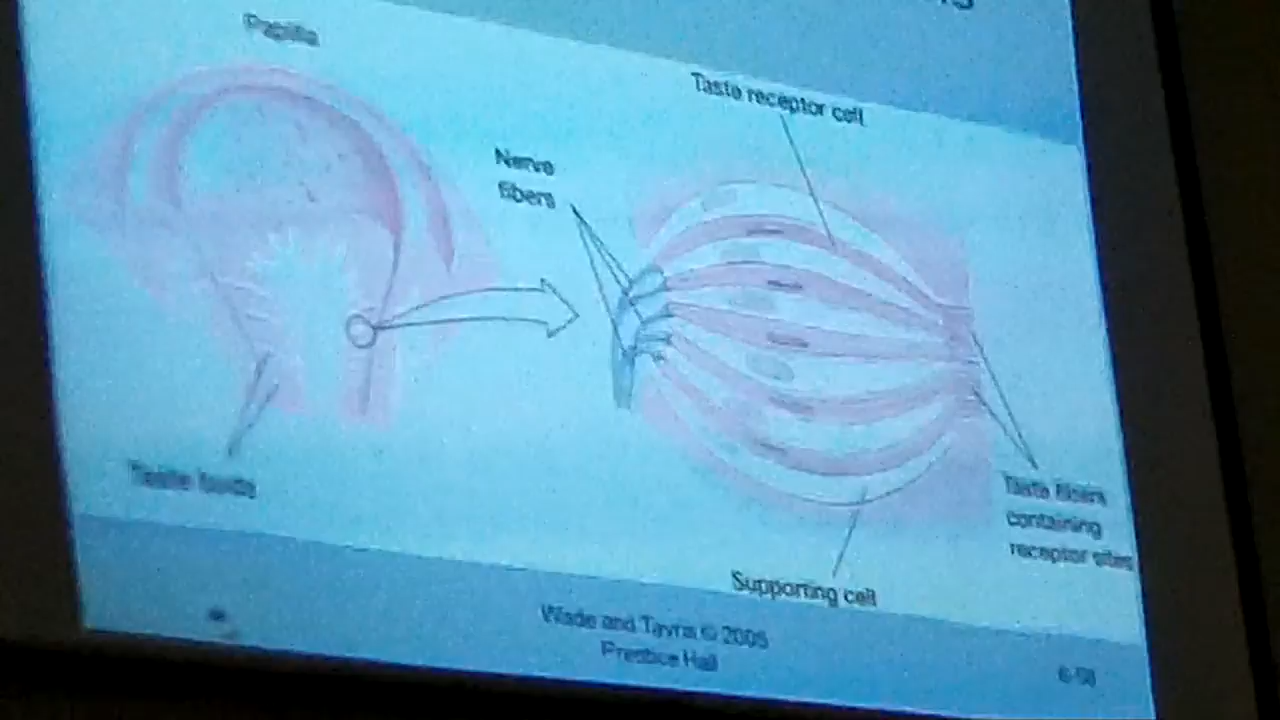 Papilla
Taste receptor cell
Nerve
fibers
Taste buds
Taste fibers
containing
receptor sites
Supporting cell
Wade and Tavris © 2005
Prentice Hall